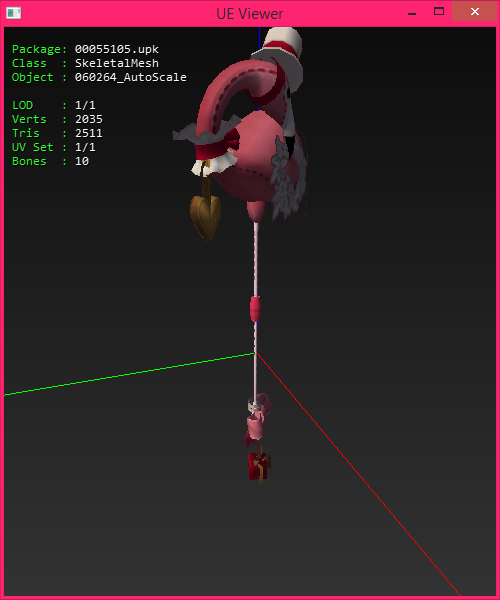 UE Viewer
Package: 00055105.upk
Class : SkeletalMesh
Object : 060264_AutoScale
LOD : 1/1
Verts : 2035
Tris : 2511
UV Set : 1/1
Bones : 10